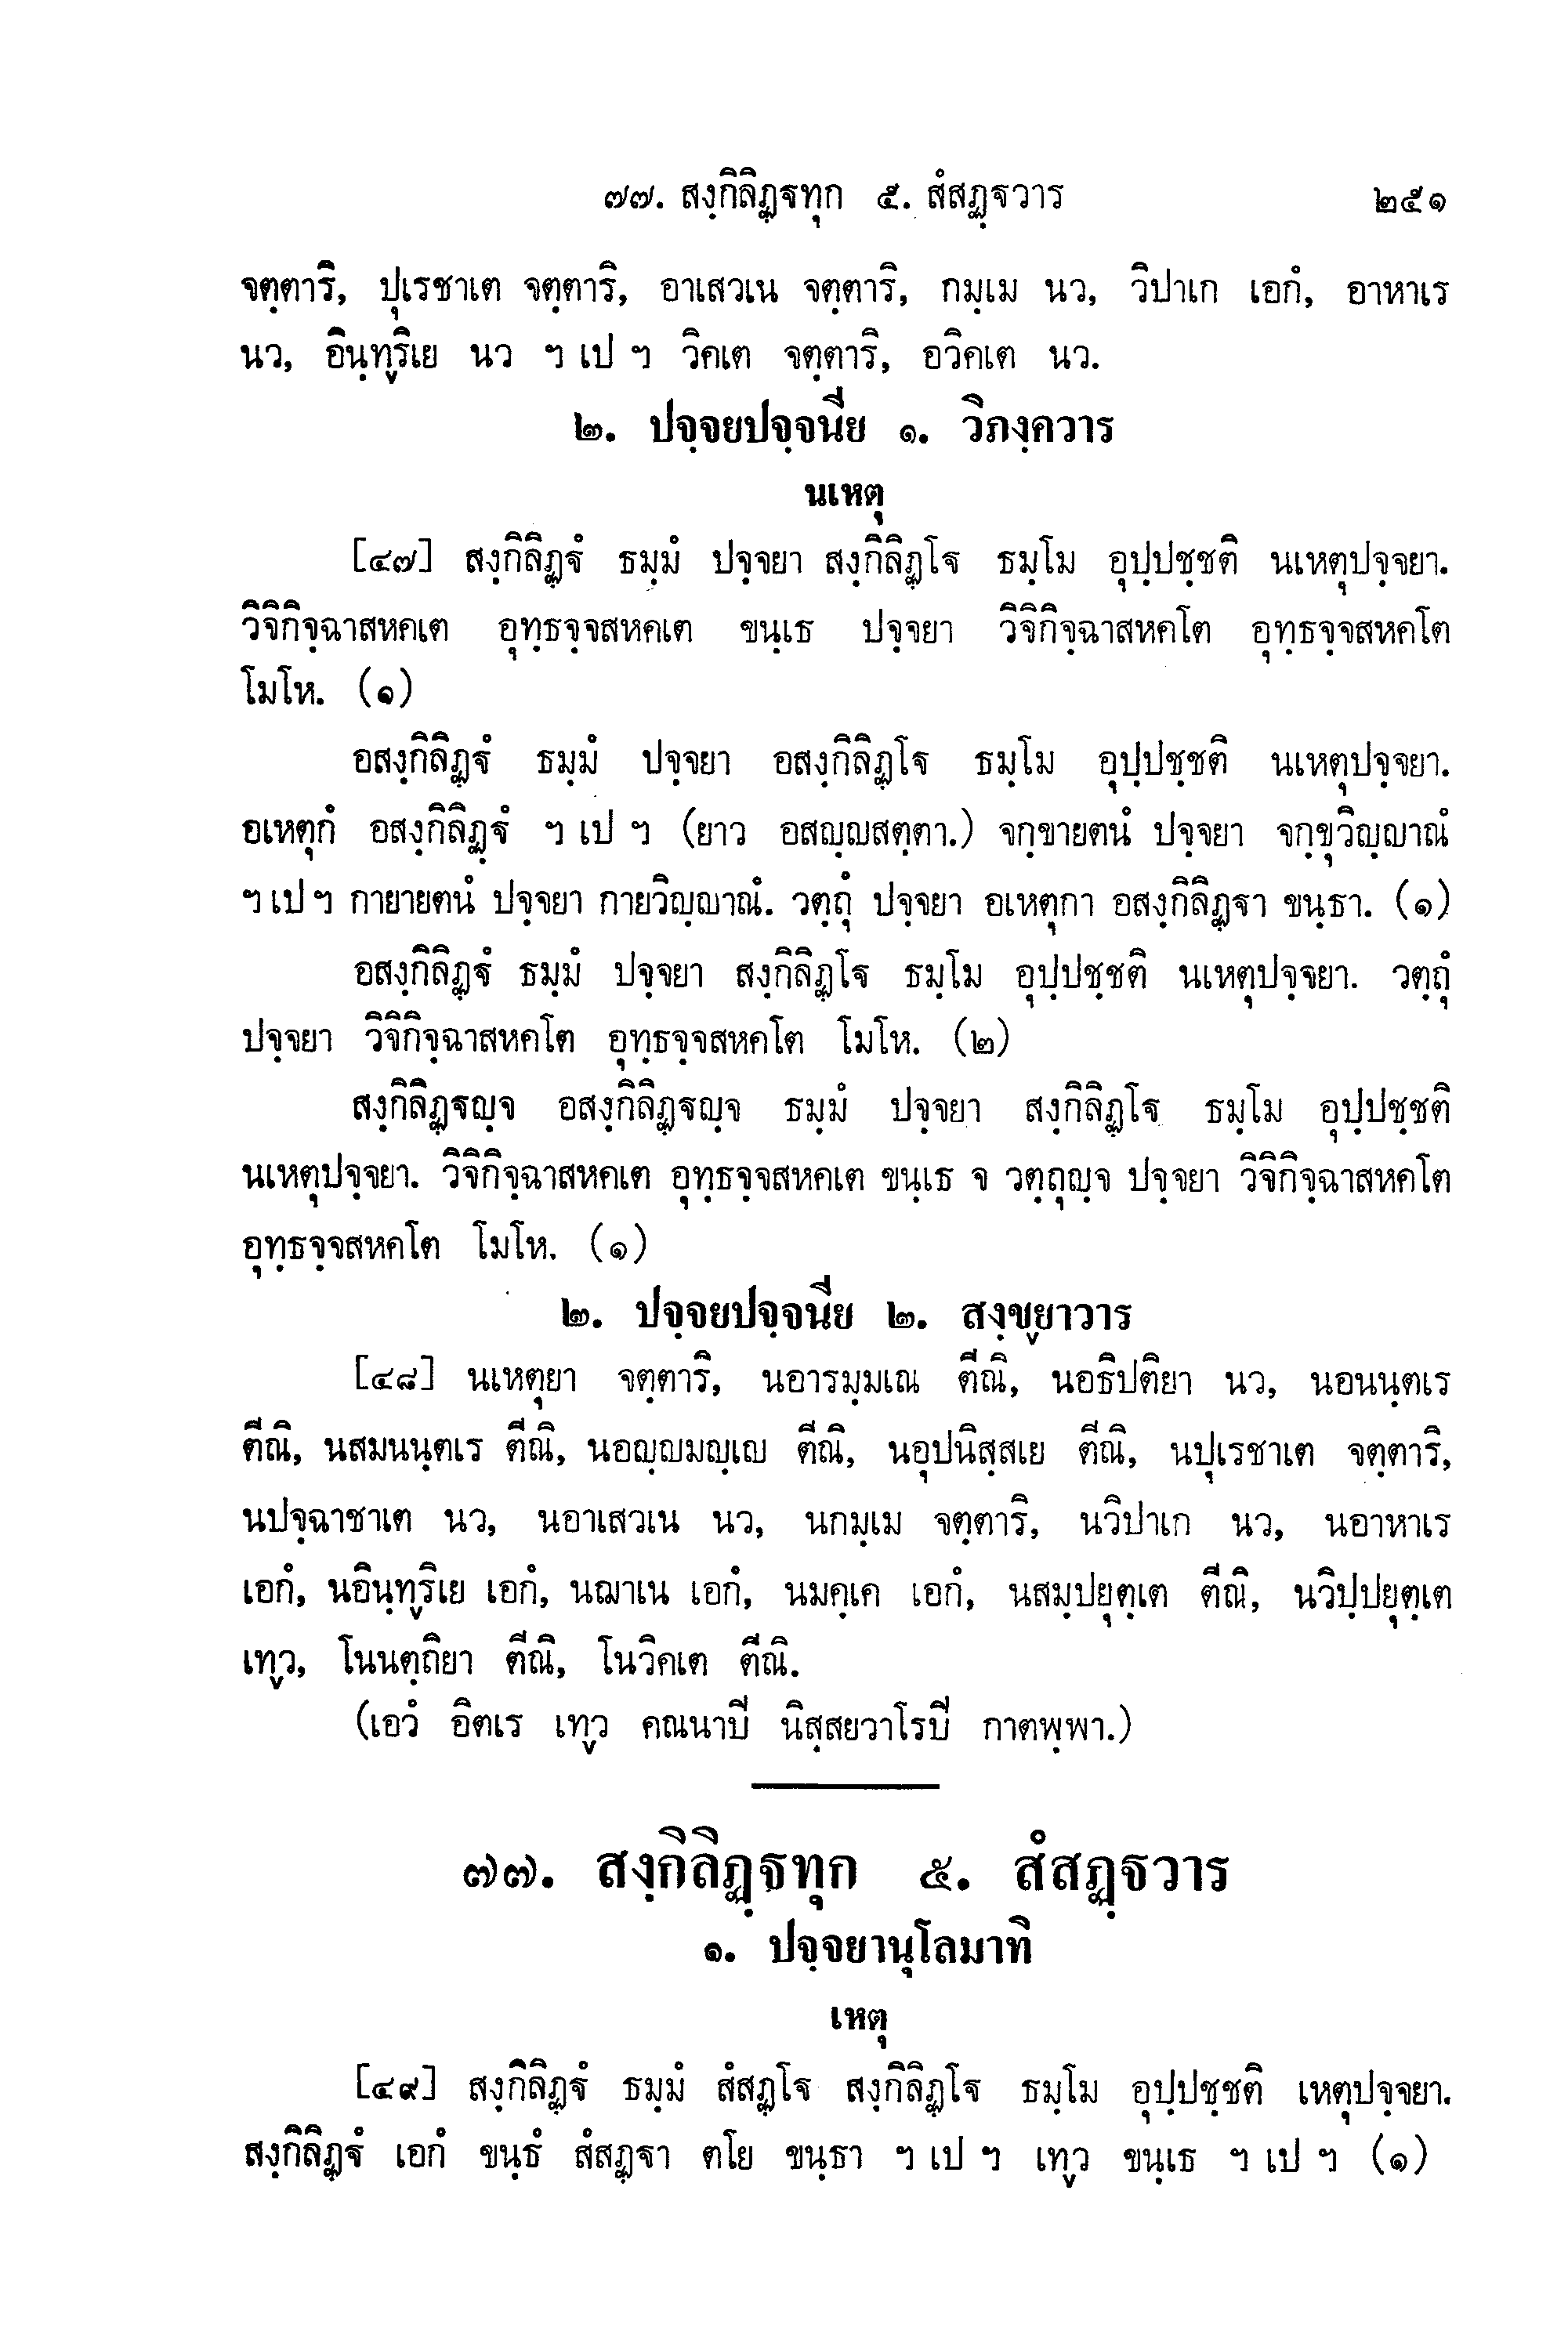 ๗๗. สงฺกิลิฏฺฐทุก ๕. สํสฏฺฐวาร ๒๕๑
จตฺตาริ, ปุเรชาเต จตฺตาริ, อาเสวเน จตฺตาริ, กมฺเม นว, วิปาเก เอกํ, อาหาเร
นว, อินฺทฺริเย นว ฯ เป ฯ วิคเต จตฺตาริ, อวิคเต นว.
๒. ปจฺจยปจฺจนีย ๑. วิภงฺควาร
นเหตุ
[๔๗] สงฺกิลิฏฺฐํ ธมฺมํ ปจฺจยา สงฺกิลิฏฺโฐ ธมฺโม อุปฺปชฺชติ นเหตุปจฺจยา.
วิจิกิจฺฉาสหคเต อุทฺธจฺจสหคเต ขนฺเธ ปจฺจยา วิจิกิจฺฉาสหคโต อุทฺธจฺจสหคโต
โมโห. (๑)
อสงฺกิลิฏฺฐํ ธมฺมํ ปจฺจยา อสงฺกิลิฏฺโฐ ธมฺโม อุปฺปชฺชติ นเหตุปจฺจยา.
อเหตุกํ อสงฺกิลิฏฺฐํ ฯ เป ฯ (ยาว อสญฺญสตฺตา.) จกฺขายตนํ ปจฺจยา จกฺขุวิญฺญาณํ
ฯ เป ฯ กายายตนํ ปจฺจยา กายวิญฺญาณํ. วตฺถุํ ปจฺจยา อเหตุกา อสงฺกิลิฏฺฐา ขนฺธา. (๑)
อสงฺกิลิฏฺฐํ ธมฺมํ ปจฺจยา สงฺกิลิฏฺโฐ ธมฺโม อุปฺปชฺชติ นเหตุปจฺจยา. วตฺถุํ
ปจฺจยา วิจิกิจฺฉาสหคโต อุทฺธจฺจสหคโต โมโห. (๒)
สงฺกิลิฏฺฐญฺจ อสงฺกิลิฏฺฐญฺจ ธมฺมํ ปจฺจยา สงฺกิลิฏฺโฐ ธมฺโม อุปฺปชฺชติ
นเหตุปจฺจยา. วิจิกิจฺฉาสหคเต อุทฺธจฺจสหคเต ขนฺเธ จ วตฺถุญฺจ ปจฺจยา วิจิกิจฺฉาสหคโต
อุทฺธจฺจสหคโต โมโห. (๑)
๒. ปจฺจยปจฺจนีย ๒. สงฺขฺยาวาร
[๔๘] นเหตุยา จตฺตาริ, นอารมฺมเณ ตีณิ, นอธิปติยา นว, นอนนฺตเร
ตีณิ, นสมนนฺตเร ตีณิ, นอญฺญมญฺเญ ตีณิ, นอุปนิสฺสเย ตีณิ, นปุเรชาเต จตฺตาริ,
นปจฺฉาชาเต นว, นอาเสวเน นว, นกมฺเม จตฺตาริ, นวิปาเก นว, นอาหาเร
เอกํ, นอินฺทฺริเย เอกํ, นฌาเน เอกํ, นมคฺเค เอกํ, นสมฺปยุตฺเต ตีณิ, นวิปฺปยุตฺเต
เทฺว, โนนตฺถิยา ตีณิ, โนวิคเต ตีณิ.
(เอวํ อิตเร เทฺว คณนาปี นิสฺสยวาโรปี กาตพฺพา.)
๗๗. สงฺกิลิฏฺฐทุก ๕. สํสฏฺฐวาร
๑. ปจฺจยานุโลมาทิ
เหตุ
[๔๙] สงฺกิลิฏฺฐํ ธมฺมํ สํสฏฺโฐ สงฺกิลิฏฺโฐ ธมฺโม อุปฺปชฺชติ เหตุปจฺจยา.
สงฺกิลิฏฺฐํ เอกํ ขนฺธํ สํสฏฺฐา ตโย ขนฺธา ฯ เป ฯ เทฺว ขนฺเธ ฯ เป ฯ (๑)